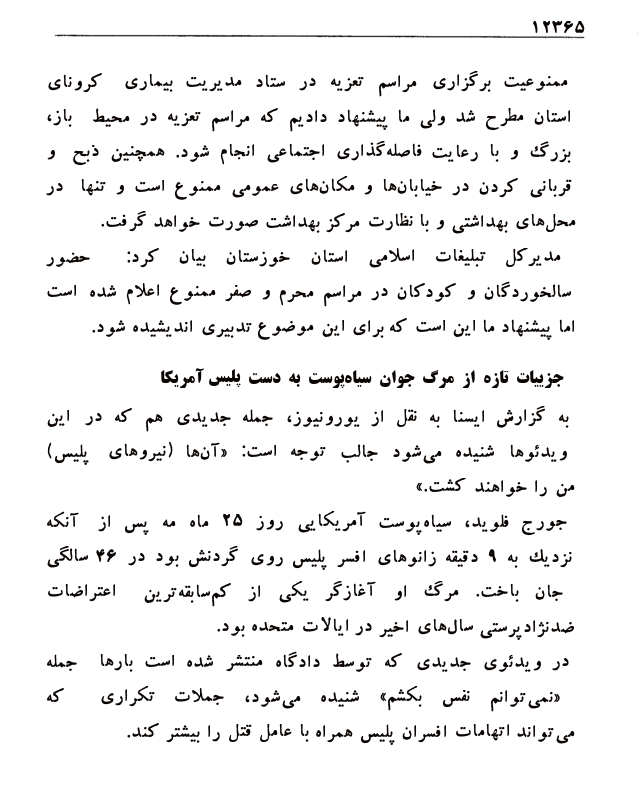 ۱۲۳۶۵
ممنوعیت برگزاری مراسم تعزیه در ستاد مدیریت بیماری کرونای
استان مطرح شد ولی ما پیشنهاد دادیم که مراسم تعزیه در محیط باز،
بزرگ و با رعایت فاصله‌گذاری اجتماعی انجام شود. همچنین ذبح و
قربانی کردن در خیابان‌ها و مکان‌های عمومی ممنوع است و تنها در
محل‌های بهداشتی و با نظارت مرکز بهداشت صورت خواهد گرفت.
مدیرکل تبلیغات اسلامی استان خوزستان بیان کرد: حضور
سالخوردگان و کودکان در مراسم محرم و صفر ممنوع اعلام شده است
اما پیشنهاد ما این است که برای این موضوع تدبیری اندیشیده شود.
جزییات تازه از مرگ جوان سیاه‌پوست به دست پلیس آمریکا
به گزارش ایسنا به نقل از یورونیوز، جمله جدیدی هم که در این
ویدئوها شنیده می‌شود جالب توجه است: «آن‌ها (نیروهای پلیس)
من را خواهند کشت.»
جورج فلوید، سیاه‌پوست آمریکایی روز ۲۵ ماه مه پس از آنکه
نزدیك به ۹ دقیقه زانوهای افسر پلیس روی گردنش بود در ۴۶ سالگی
جان باخت. مرگ او آغازگر یکی از کم‌سابقه‌ترین اعتراضات
ضدنژادپرستی سال‌های اخیر در ایالات متحده بود.
در ویدئوی جدیدی که توسط دادگاه منتشر شده است بارها جمله
«نمی‌توانم نفس بکشم» شنیده می‌شود، جملات تکراری که
می‌تواند اتهامات افسران پلیس همراه با عامل قتل را بیشتر کند.